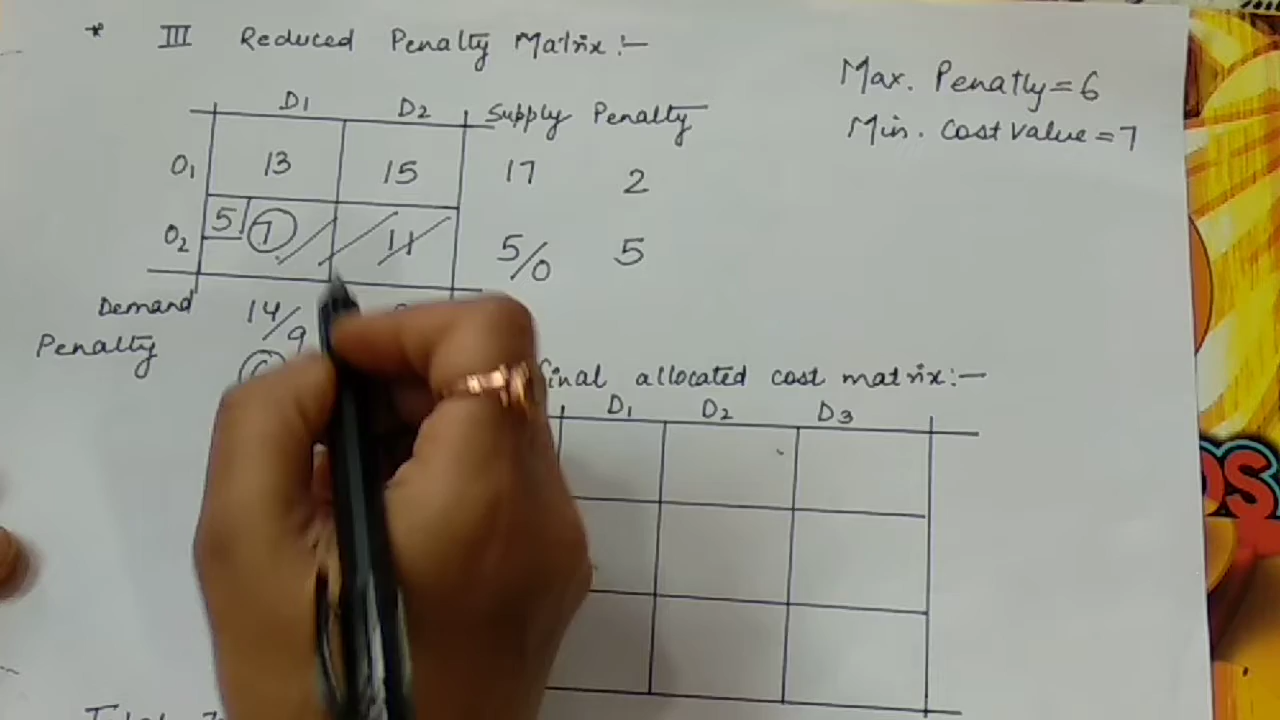 * III Reduced Penalty Matrix :-
Max. Penatly = 6
Min. Cost value = 7
D1 D2 Supply Penalty
O1 13 15 17 2
O2 5 7 11 5/0 5
Demand 14/9
Penalty
final allocated cost matrix :-
D1 D2 D3